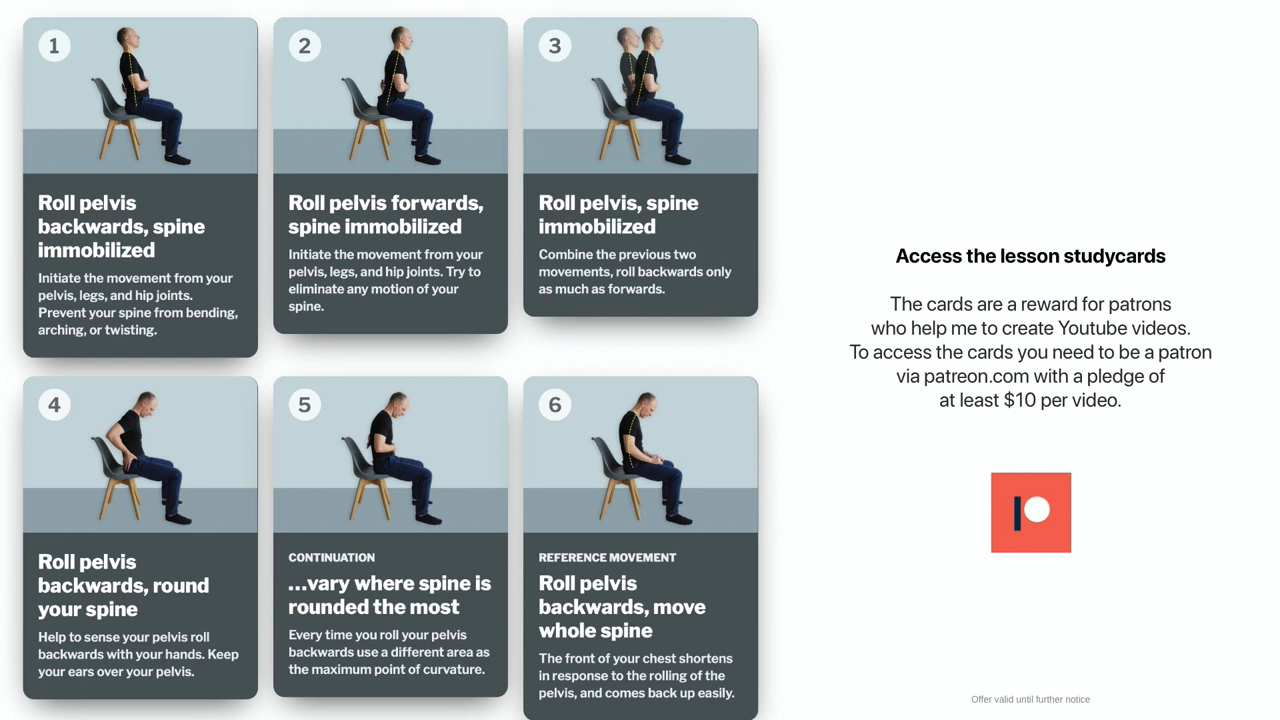 1
Roll pelvis
backwards, spine
immobilized
Initiate the movement from your
pelvis, legs, and hip joints.
Prevent your spine from bending,
arching, or twisting.
2
Roll pelvis forwards,
spine immobilized
Initiate the movement from your
pelvis, legs, and hip joints. Try to
eliminate any motion of your
spine.
3
Roll pelvis, spine
immobilized
Combine the previous two
movements, roll backwards only
as much as forwards.
4
Roll pelvis
backwards, round
your spine
Help to sense your pelvis roll
backwards with your hands. Keep
your ears over your pelvis.
5
CONTINUATION
...vary where spine is
rounded the most
Every time you roll your pelvis
backwards use a different area as
the maximum point of curvature.
6
REFERENCE MOVEMENT
Roll pelvis
backwards, move
whole spine
The front of your chest shortens
in response to the rolling of the
pelvis, and comes back up easily.
Access the lesson studycards
The cards are a reward for patrons
who help me to create Youtube videos.
To access the cards you need to be a patron
via patreon.com with a pledge of
at least $10 per video.
Offer valid until further notice